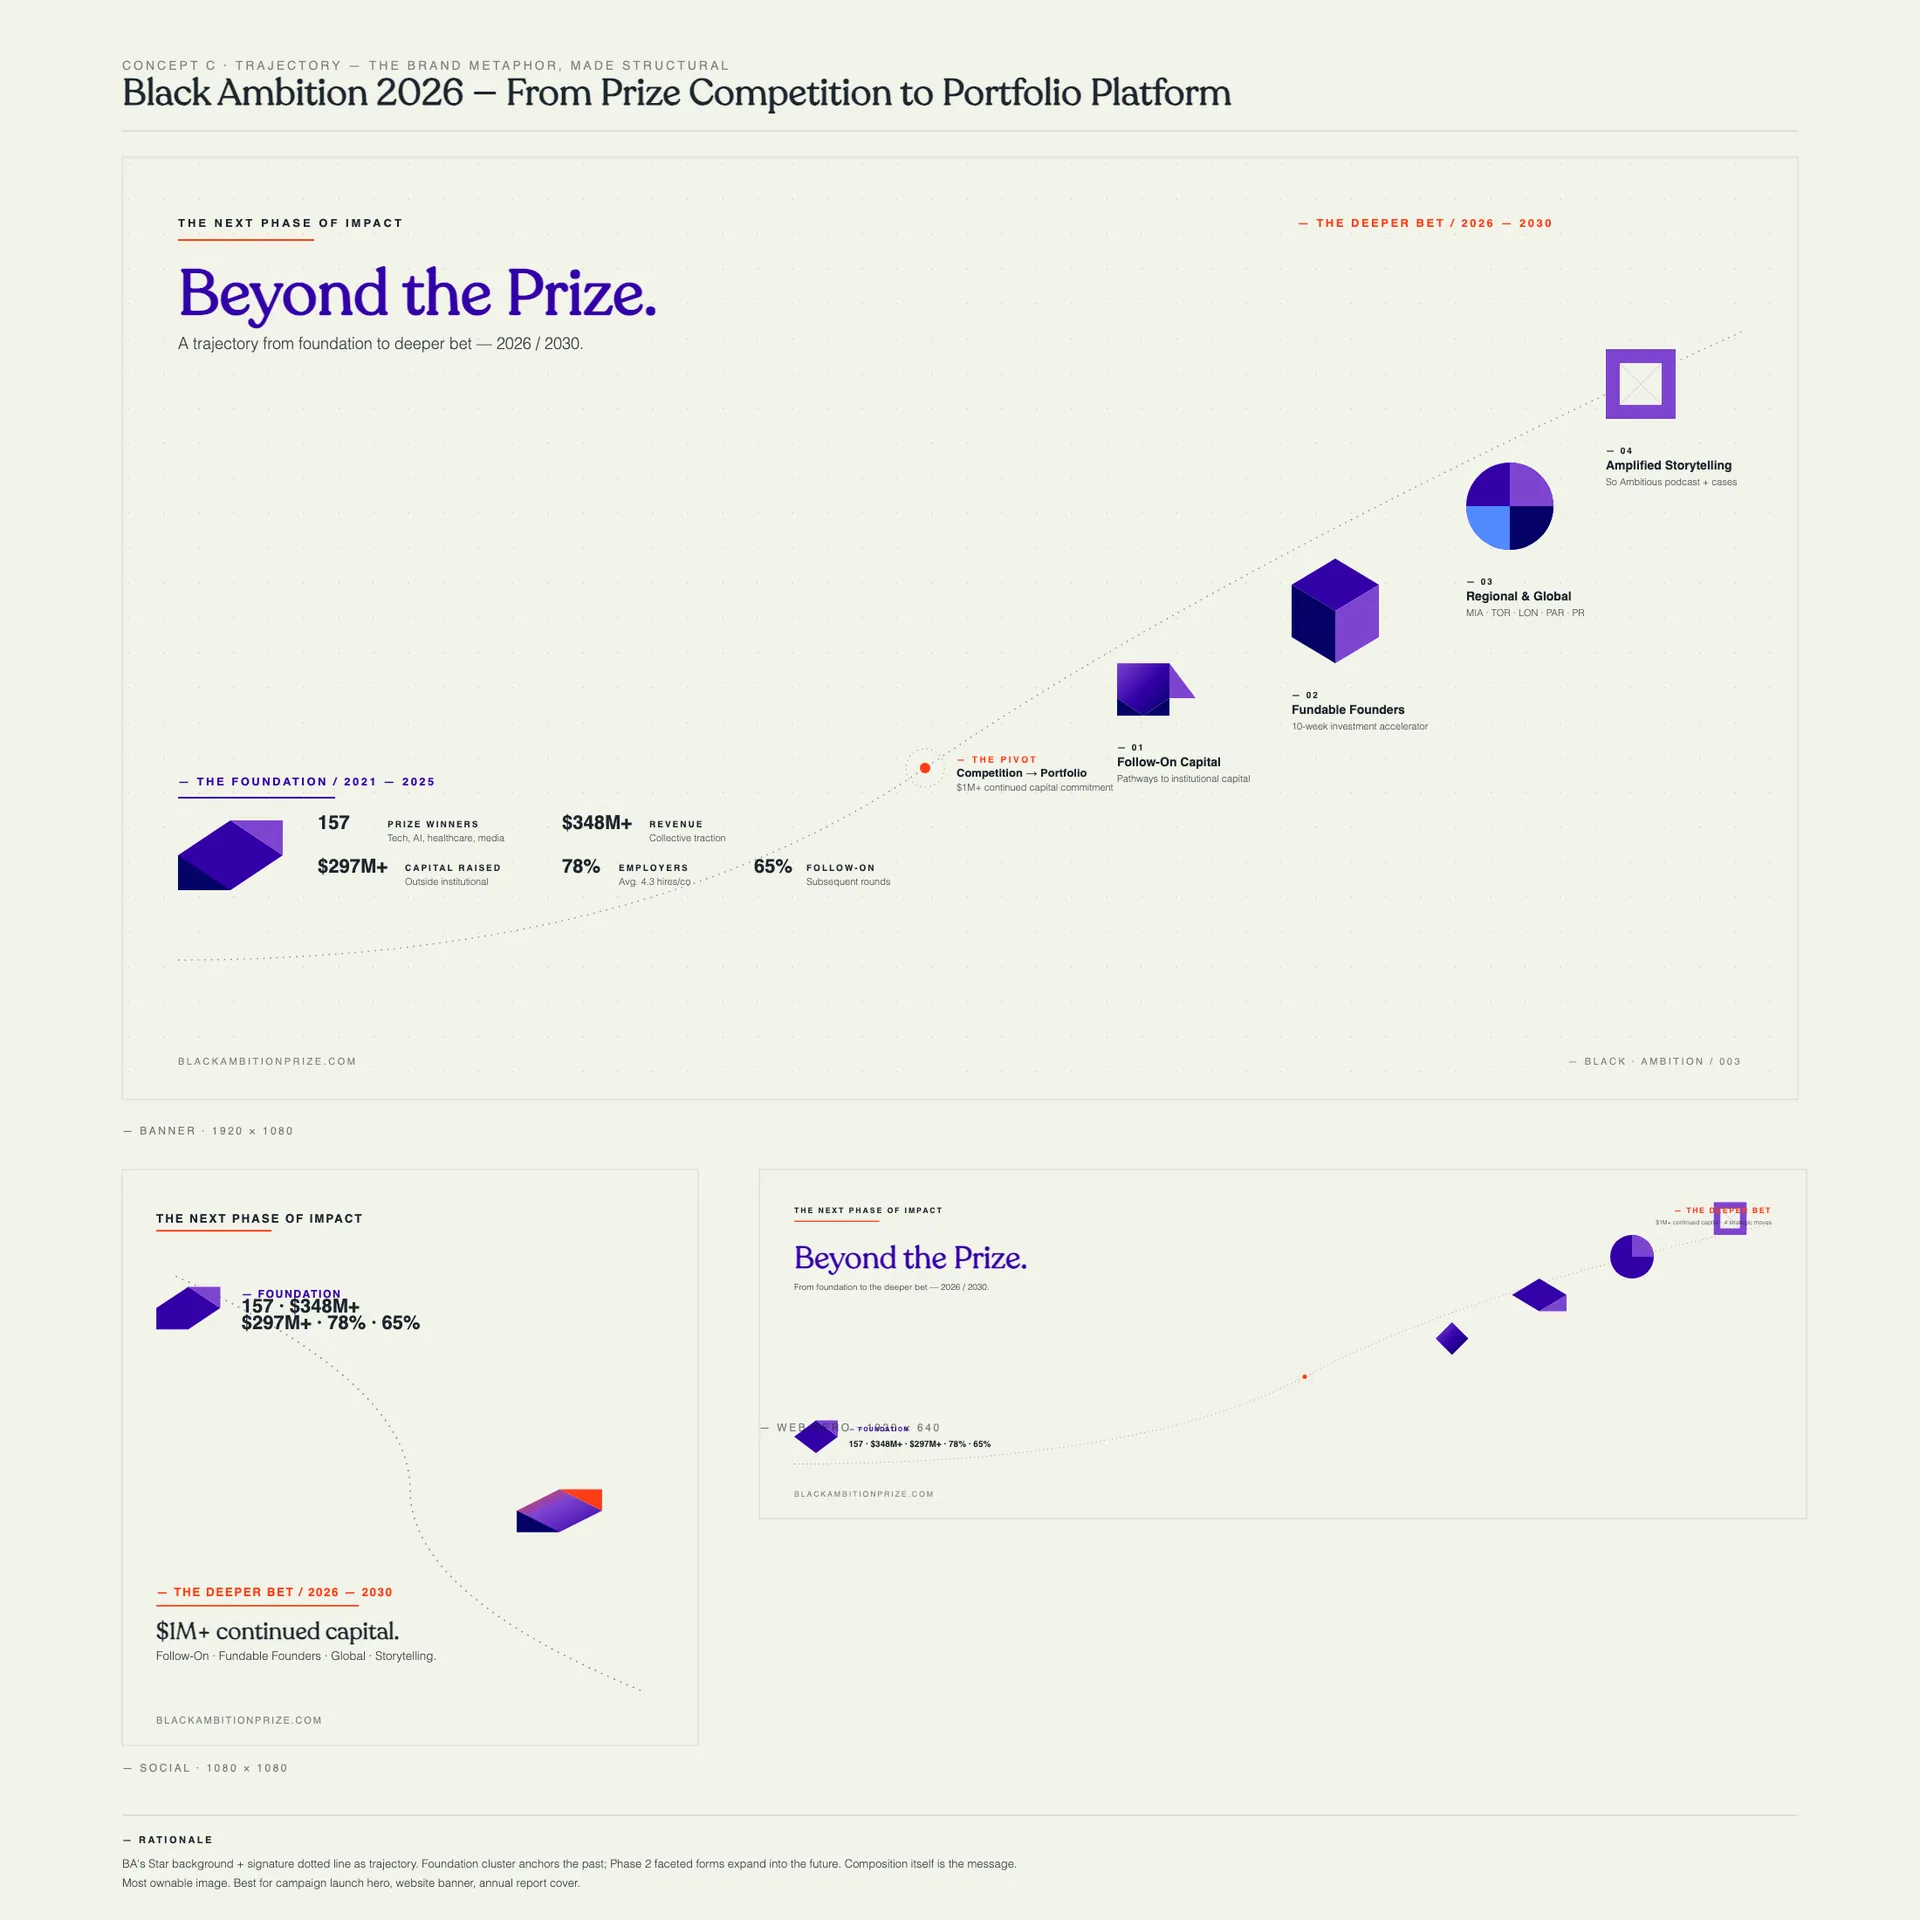 CONCEPT C · TRAJECTORY — THE BRAND METAPHOR, MADE STRUCTURAL
Black Ambition 2026 — From Prize Competition to Portfolio Platform
THE NEXT PHASE OF IMPACT
— THE DEEPER BET / 2026 — 2030
Beyond the Prize.
A trajectory from foundation to deeper bet — 2026 / 2030.
— 04
Amplified Storytelling
So Ambitious podcast + cases
— 03
Regional & Global
MIA · TOR · LON · PAR · PR
— 02
Fundable Founders
10-week investment accelerator
— 01
Follow-On Capital
Pathways to institutional capital
— THE PIVOT
Competition → Portfolio
$1M+ continued capital commitment
— THE FOUNDATION / 2021 — 2025
157 PRIZE WINNERS
Tech, AI, healthcare, media
$348M+ REVENUE
Collective traction
$297M+ CAPITAL RAISED
Outside institutional
78% EMPLOYERS
Avg. 4.3 hires/co
65% FOLLOW-ON
Subsequent rounds
BLACKAMBITIONPRIZE.COM
— BLACK · AMBITION / 003
— BANNER · 1920 × 1080
THE NEXT PHASE OF IMPACT
— FOUNDATION
157 · $348M+
$297M+ · 78% · 65%
— THE DEEPER BET / 2026 — 2030
$1M+ continued capital.
Follow-On · Fundable Founders · Global · Storytelling.
BLACKAMBITIONPRIZE.COM
— SOCIAL · 1080 × 1080
THE NEXT PHASE OF IMPACT
— THE DEEPER BET
$1M+ continued capital · 4 strategic moves
Beyond the Prize.
From foundation to the deeper bet — 2026 / 2030.
— FOUNDATION
157 · $348M+ · $297M+ · 78% · 65%
BLACKAMBITIONPRIZE.COM
— RATIONALE
BA's Star background + signature dotted line as trajectory. Foundation cluster anchors the past; Phase 2 faceted forms expand into the future. Composition itself is the message.
Most ownable image. Best for campaign launch hero, website banner, annual report cover.